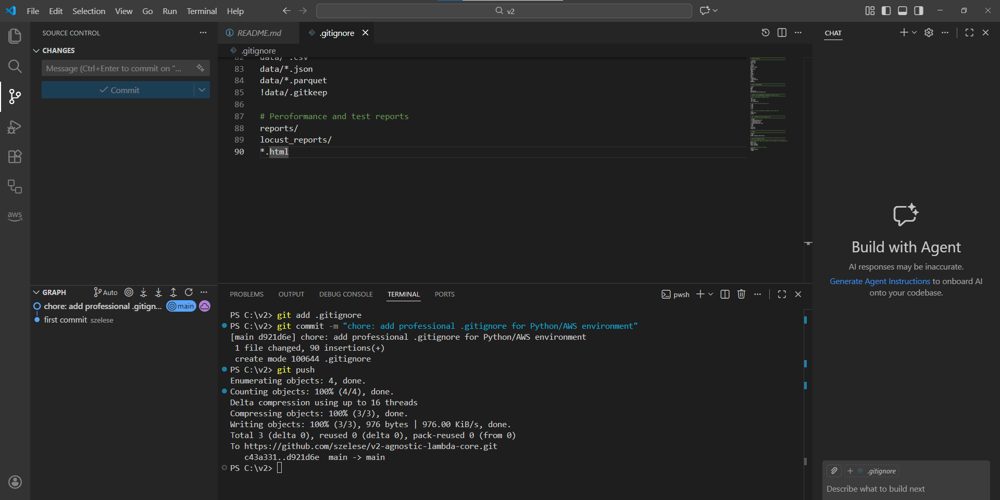 File Edit Selection View Go Run Terminal Help
v2
SOURCE CONTROL
CHANGES
Message (Ctrl+Enter to commit on "...
Commit
aws
GRAPH
Auto
chore: add professional .gitign...
main
first commit szelese
README.md
.gitignore
.gitignore
82 data/*.csv
83 data/*.json
84 data/*.parquet
85 !data/.gitkeep
86
87 # Peroformance and test reports
88 reports/
89 locust_reports/
90 *.html
PROBLEMS OUTPUT DEBUG CONSOLE TERMINAL PORTS
pwsh
PS C:\v2> git add .gitignore
PS C:\v2> git commit -m "chore: add professional .gitignore for Python/AWS environment"
[main d921d6e] chore: add professional .gitignore for Python/AWS environment
1 file changed, 90 insertions(+)
create mode 100644 .gitignore
PS C:\v2> git push
Enumerating objects: 4, done.
Counting objects: 100% (4/4), done.
Delta compression using up to 16 threads
Compressing objects: 100% (3/3), done.
Writing objects: 100% (3/3), 976 bytes | 976.00 KiB/s, done.
Total 3 (delta 0), reused 0 (delta 0), pack-reused 0 (from 0)
To https://github.com/szelese/v2-agnostic-lambda-core.git
c43a331..d921d6e main -> main
PS C:\v2>
CHAT
Build with Agent
AI responses may be inaccurate.
Generate Agent Instructions to onboard AI
onto your codebase.
.gitignore
Describe what to build next